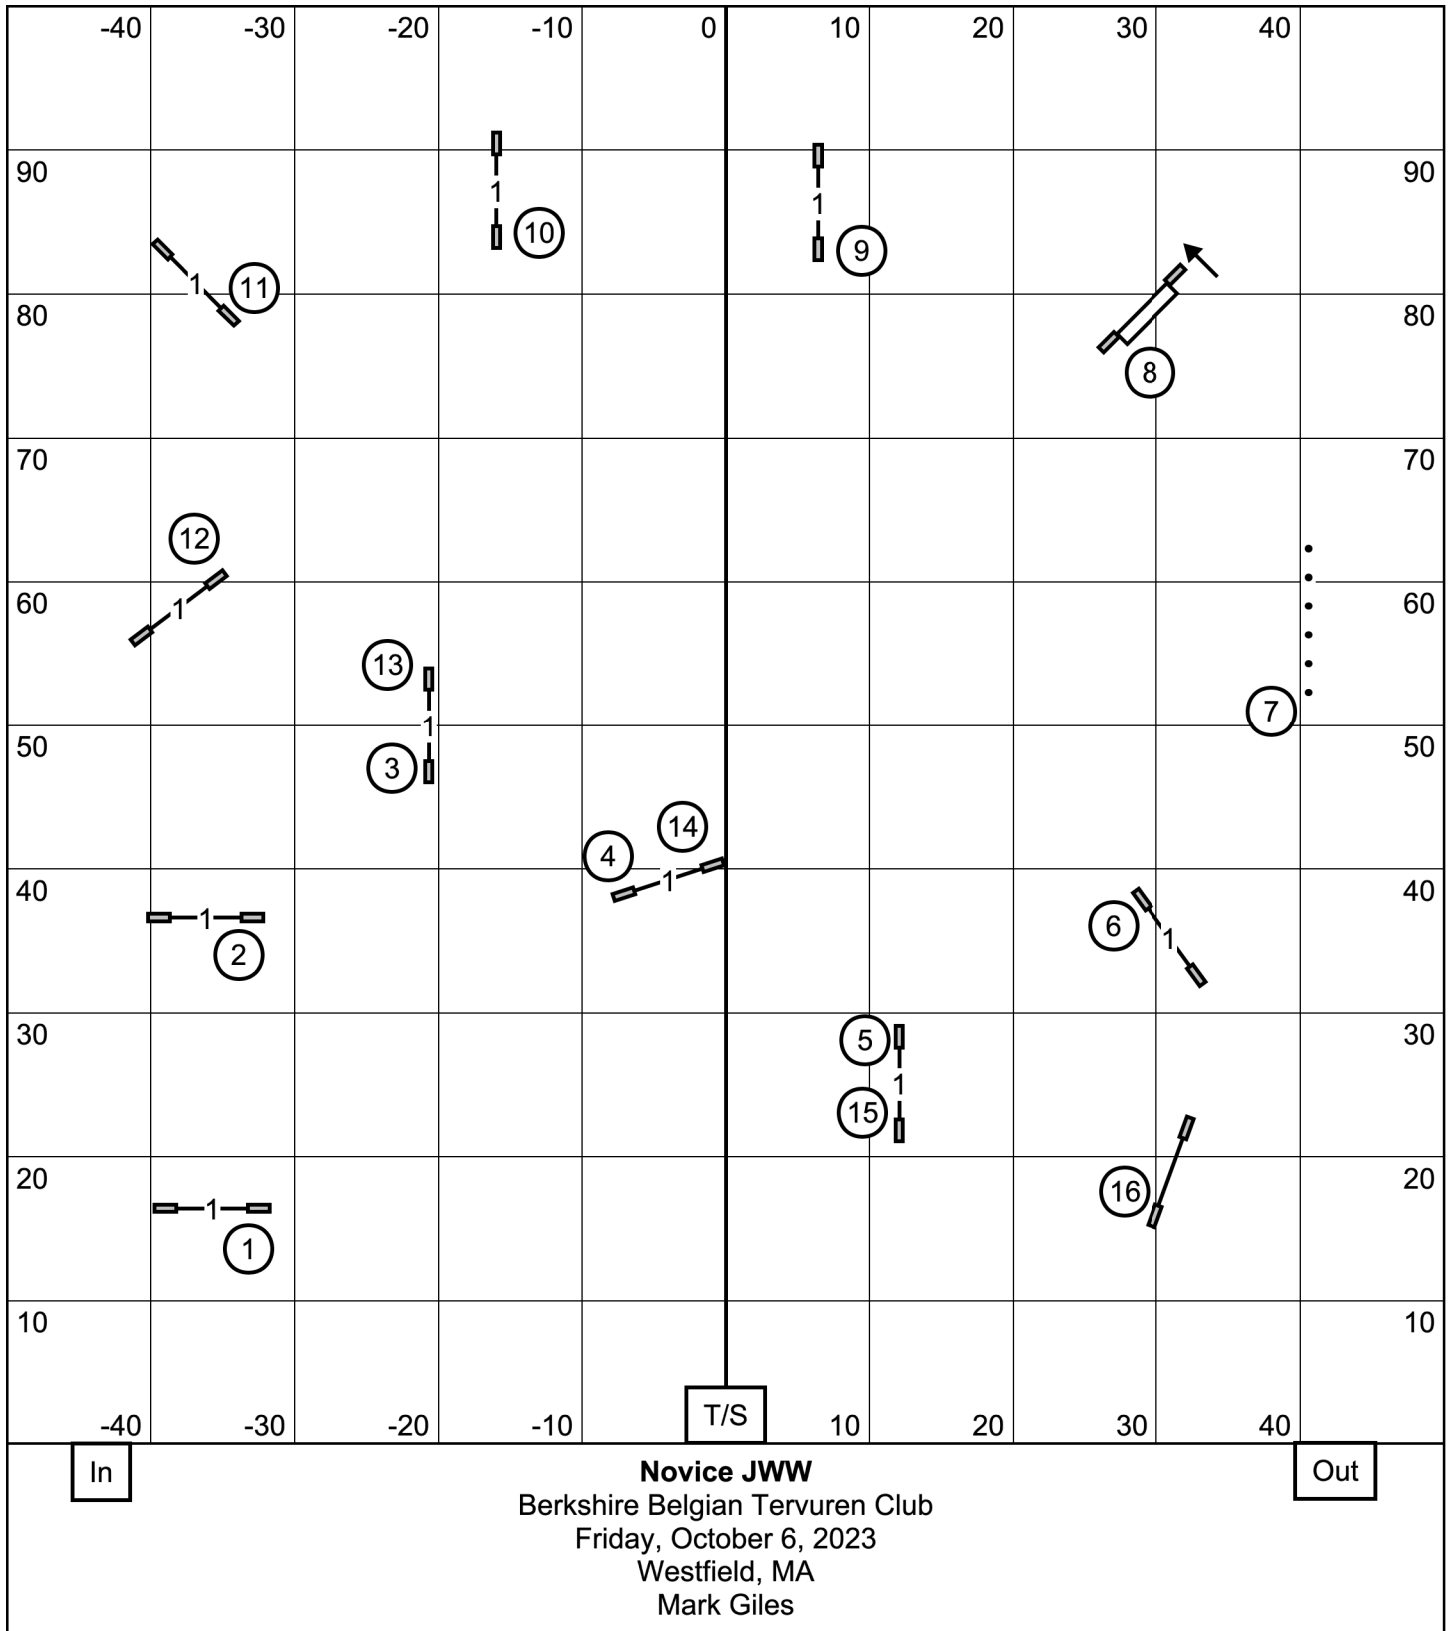 -40 -30 -20 -10 0 10 20 30 40
90 90
1 1
10 9
1 11
80 80
8
70 70
12
1
60 60
13
7
1
50 50
3
14
4
1
40 40
1 6 1
2
30 30
5
1
15
20 20
16
1
1
10 10
T/S
-40 -30 -20 -10 10 20 30 40
In Out
Novice JWW
Berkshire Belgian Tervuren Club
Friday, October 6, 2023
Westfield, MA
Mark Giles